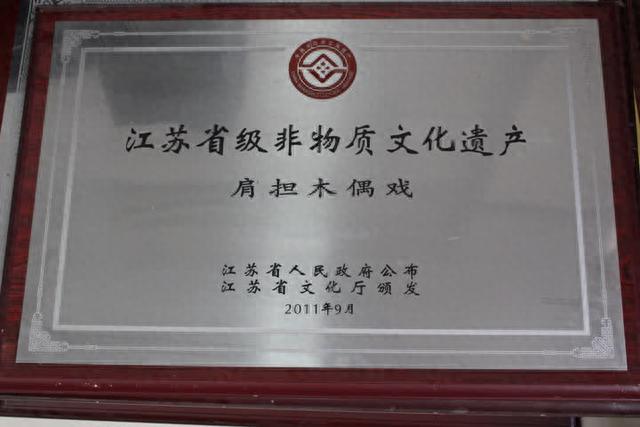 江苏省级非物质文化遗产
肩担木偶戏
江苏省人民政府公布
江苏省文化厅颁发
2011年9月